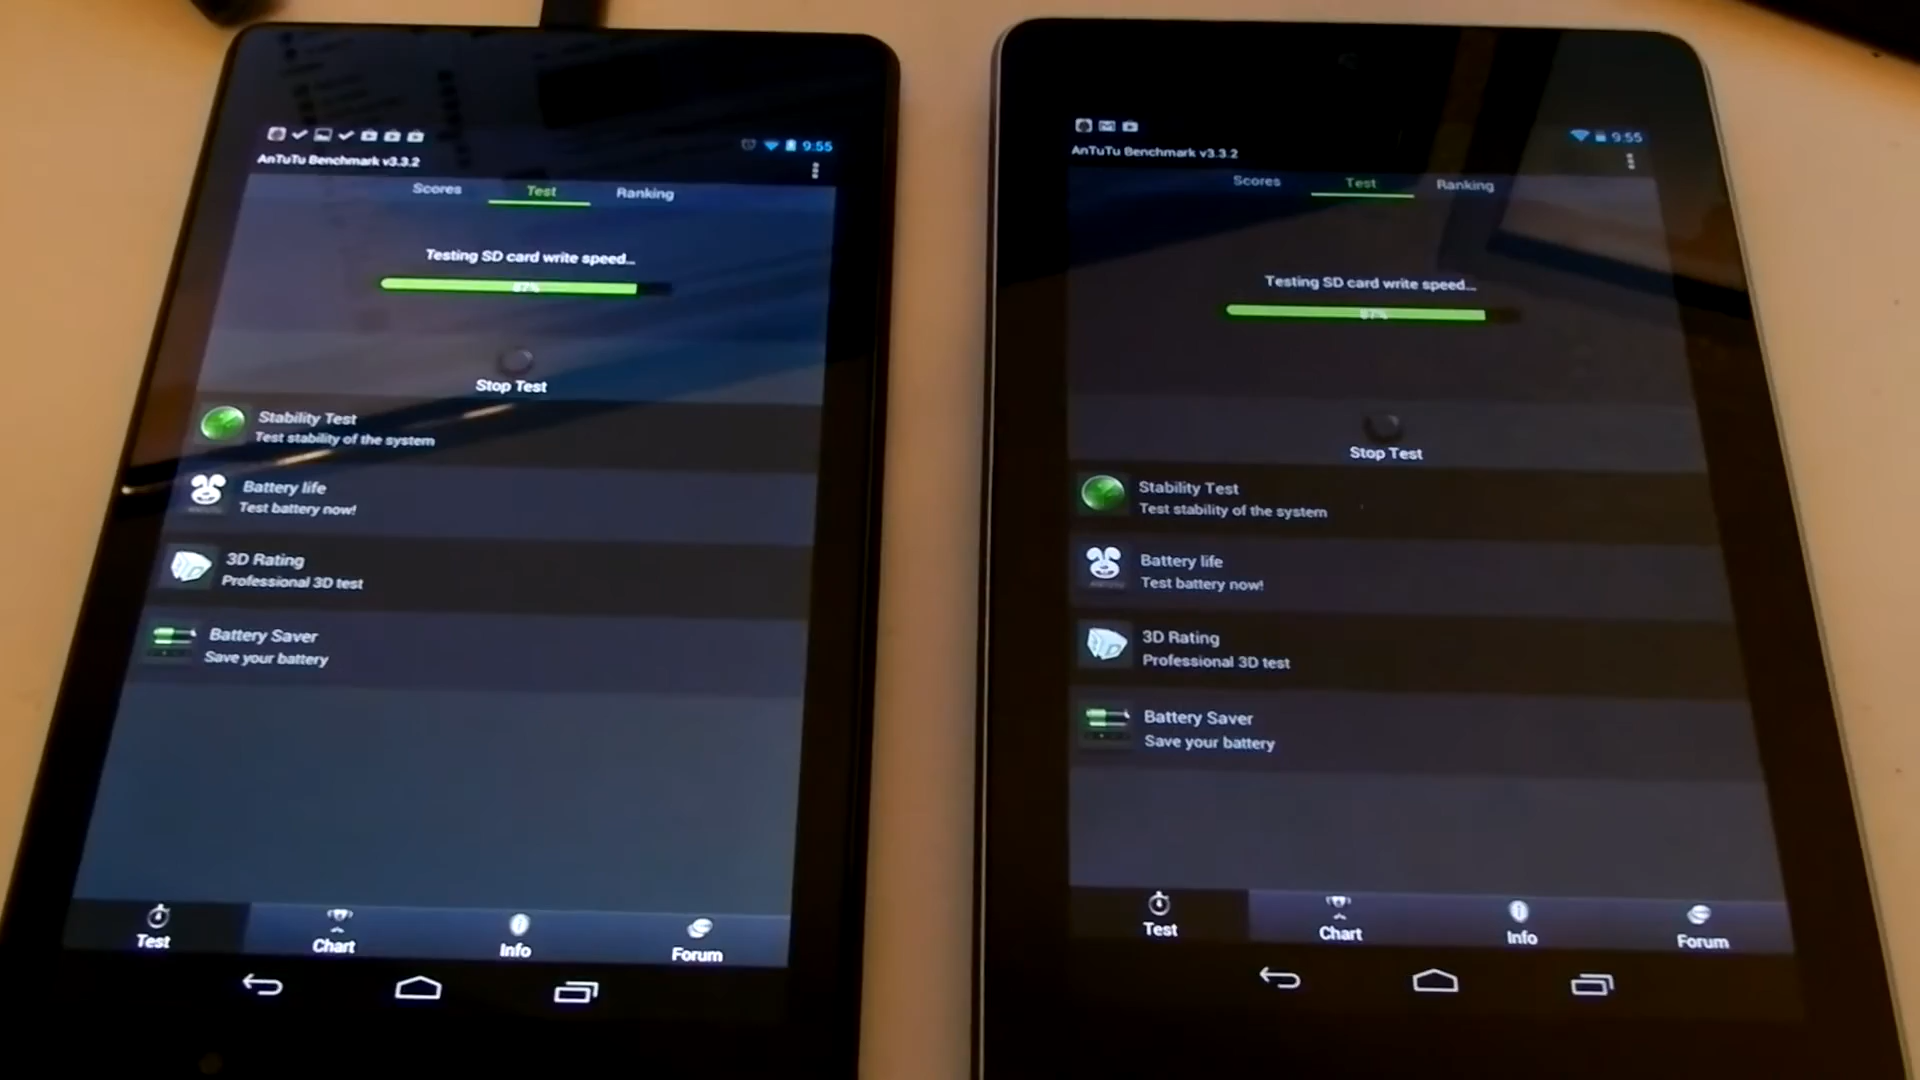 9:55
AnTuTu Benchmark v3.3.2
Scores Test Ranking
Testing SD card write speed...
87%
Stop Test
Stability Test
Test stability of the system
Battery life
Test battery now!
3D Rating
Professional 3D test
Battery Saver
Save your battery
Test Chart Info Forum
9:55
AnTuTu Benchmark v3.3.2
Scores Test Ranking
Testing SD card write speed...
87%
Stop Test
Stability Test
Test stability of the system
Battery life
Test battery now!
3D Rating
Professional 3D test
Battery Saver
Save your battery
Test Chart Info Forum